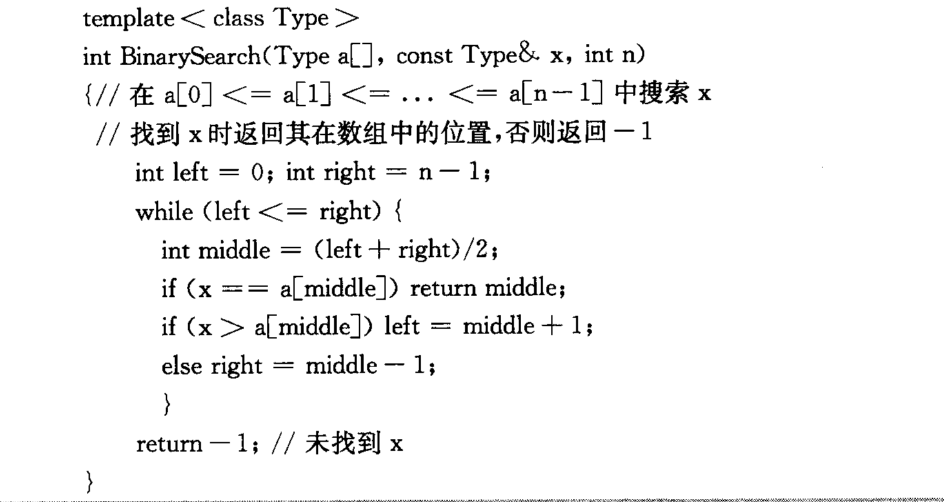 template＜class Type＞
int BinarySearch(Type a[], const Type& x, int n)
{// 在 a[0]＜= a[1]＜= ... ＜= a[n－1] 中搜索 x
// 找到 x 时返回其在数组中的位置,否则返回－1
int left = 0; int right = n－1;
while (left＜= right) {
int middle = (left＋right)/2;
if (x == a[middle]) return middle;
if (x＞a[middle]) left = middle＋1;
else right = middle－1;
}
return－1; // 未找到 x
}